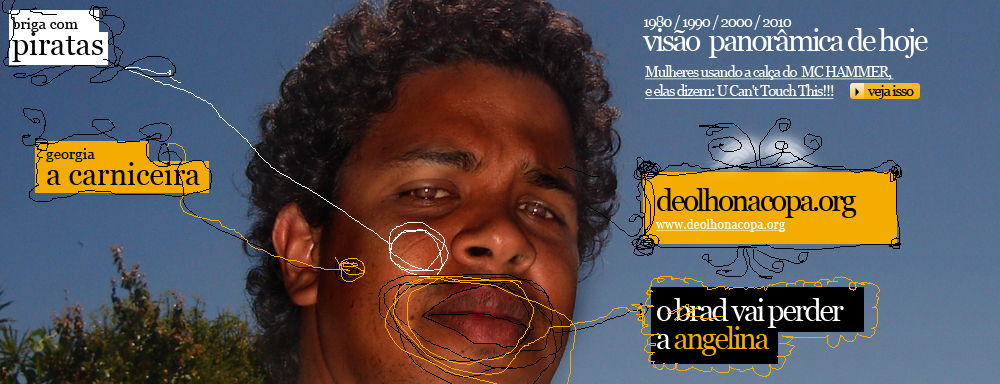 briga com
piratas
georgia
a carniceira
1980 / 1990 / 2000 / 2010
visão panorâmica de hoje
Mulheres usando a calça do MC HAMMER,
e elas dizem: U Can't Touch This!!!
veja isso
deolhonacopa.org
www.deolhonacopa.org
o brad vai perder
a angelina